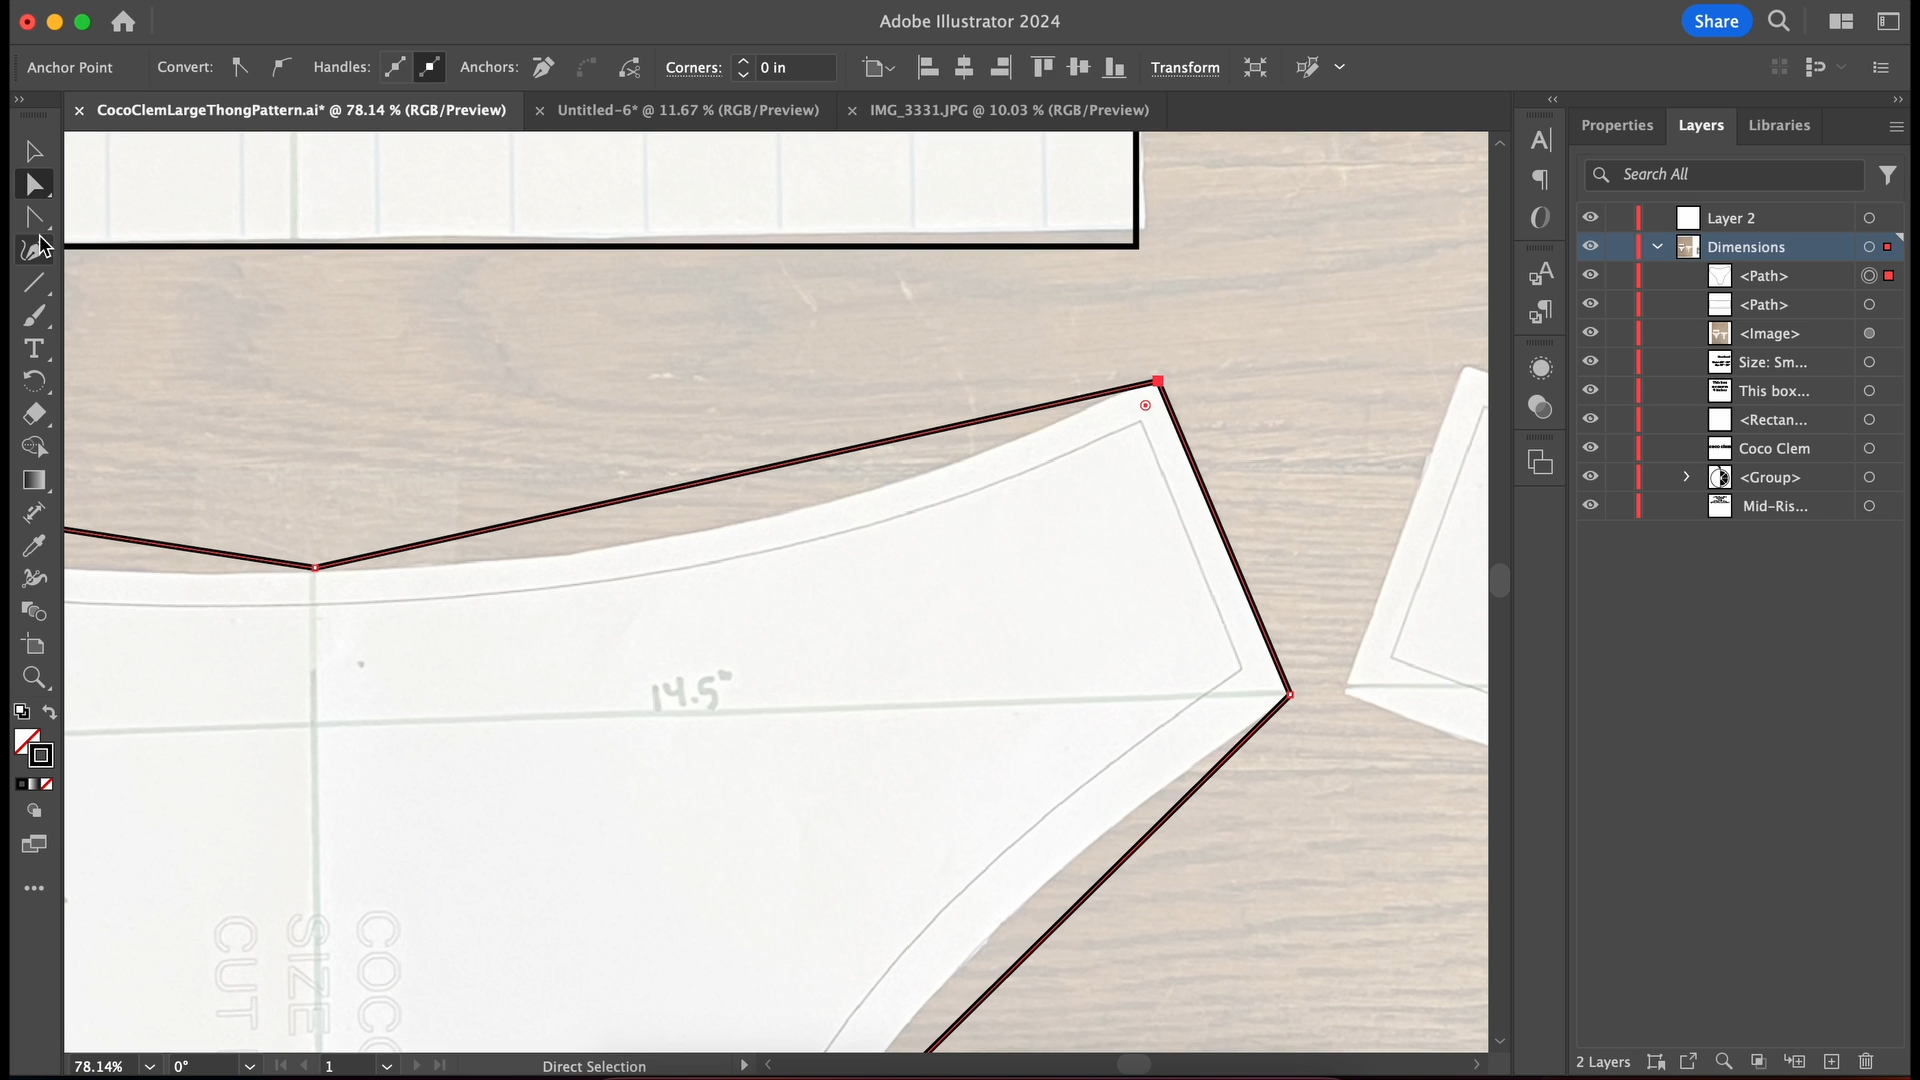 Adobe Illustrator 2024
Share
Anchor Point
Convert:
Handles:
Anchors:
Corners:
0 in
Transform
CocoClemLargeThongPattern.ai* @ 78.14 % (RGB/Preview)
Untitled-6* @ 11.67 % (RGB/Preview)
IMG_3331.JPG @ 10.03 % (RGB/Preview)
Properties
Layers
Libraries
Search All
Layer 2
Dimensions
<Path>
<Path>
<Image>
Size: Sm...
This box...
<Rectan...
Coco Clem
<Group>
Mid-Ris...
14.5"
COCO
SIZE
CUT
78.14%
0°
1
Direct Selection
2 Layers